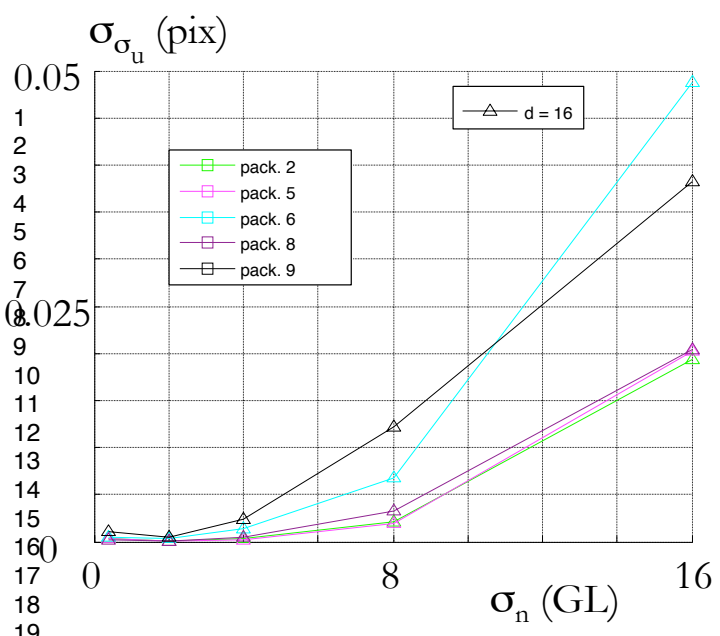 σσu (pix)
0.05
d = 16
1
2
3
4
5
6
7
8
9
10
11
12
13
14
15
16
17
18
19
pack. 2
pack. 5
pack. 6
pack. 8
pack. 9
0.025
0
0 8 16
σn (GL)